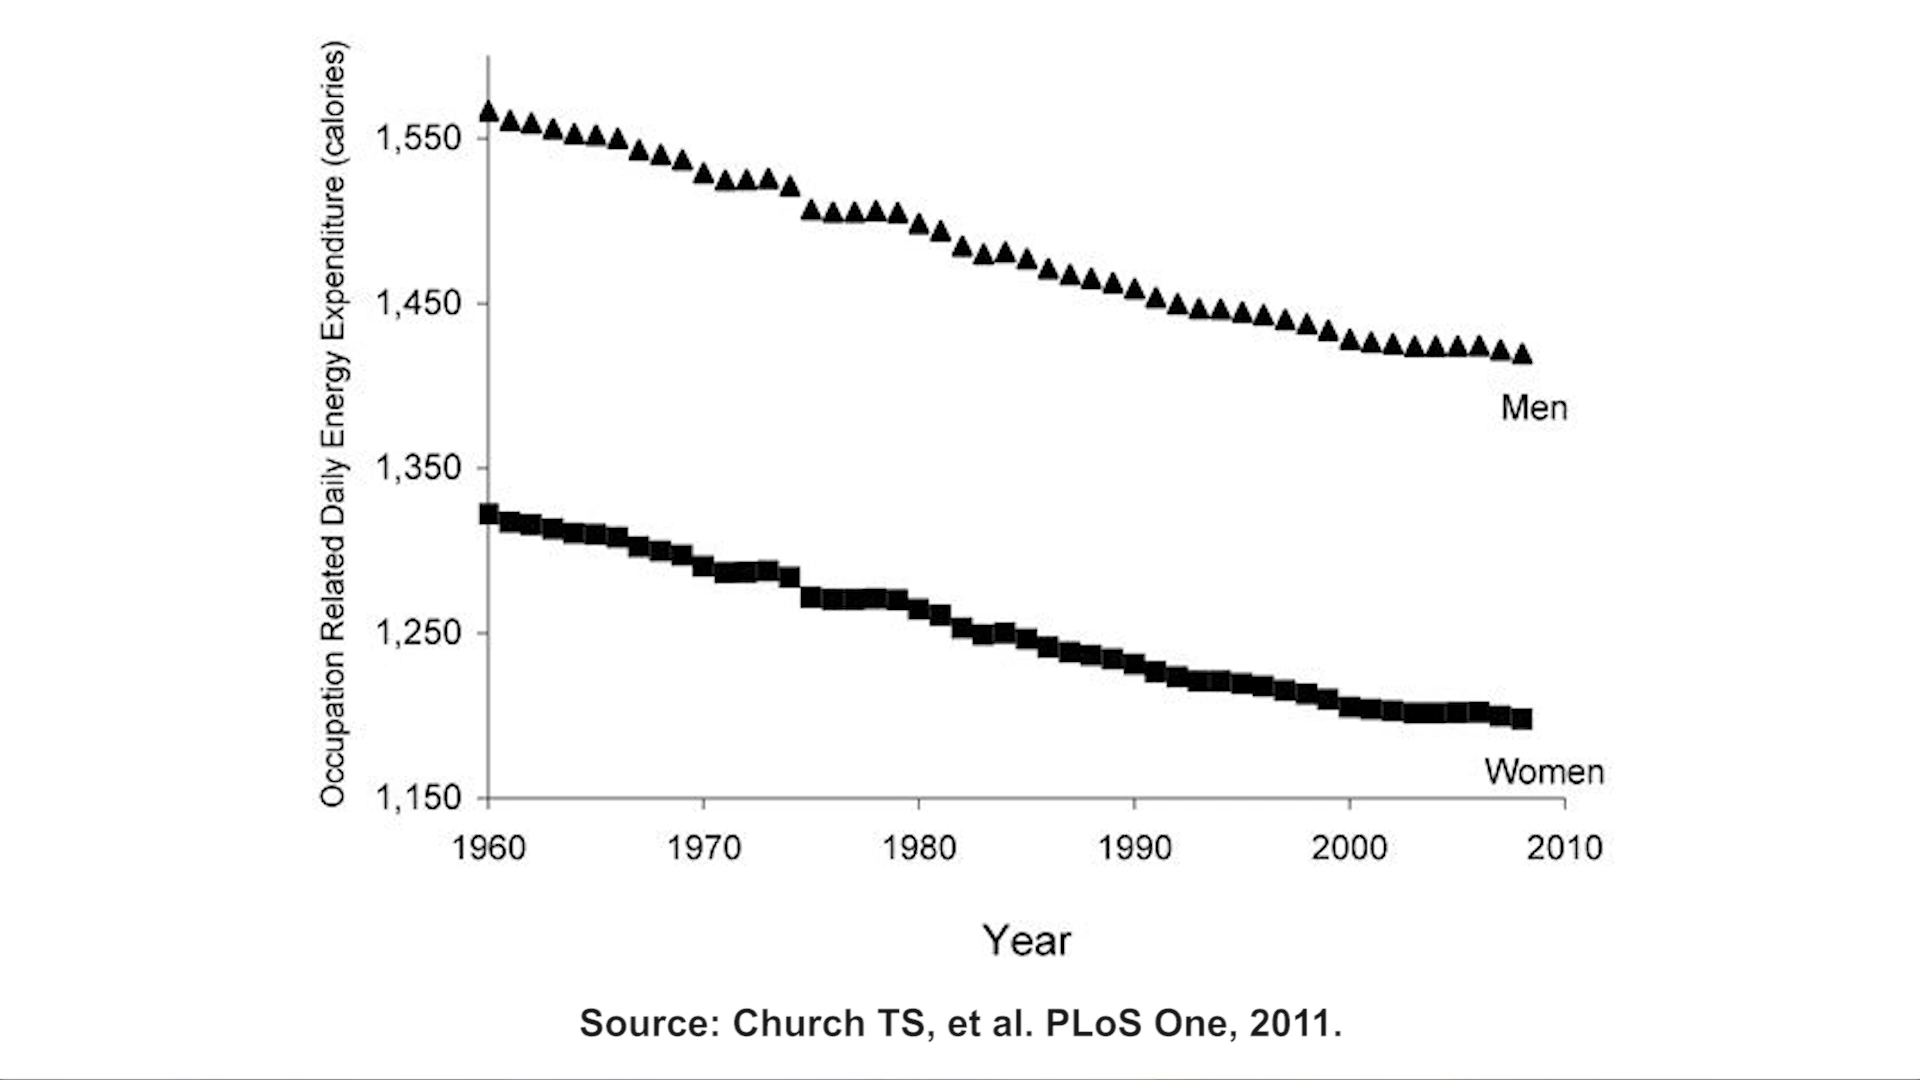 Occupation Related Daily Energy Expenditure (calories)
1,550
1,450
1,350
1,250
1,150
Men
Women
1960 1970 1980 1990 2000 2010
Year
Source: Church TS, et al. PLoS One, 2011.